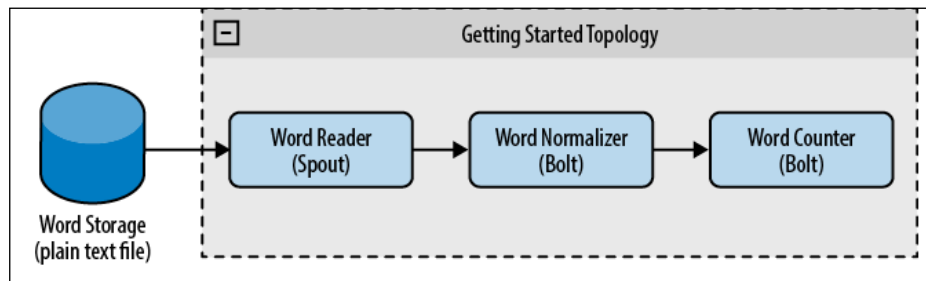 Getting Started Topology
Word Reader
(Spout)
Word Normalizer
(Bolt)
Word Counter
(Bolt)
Word Storage
(plain text file)